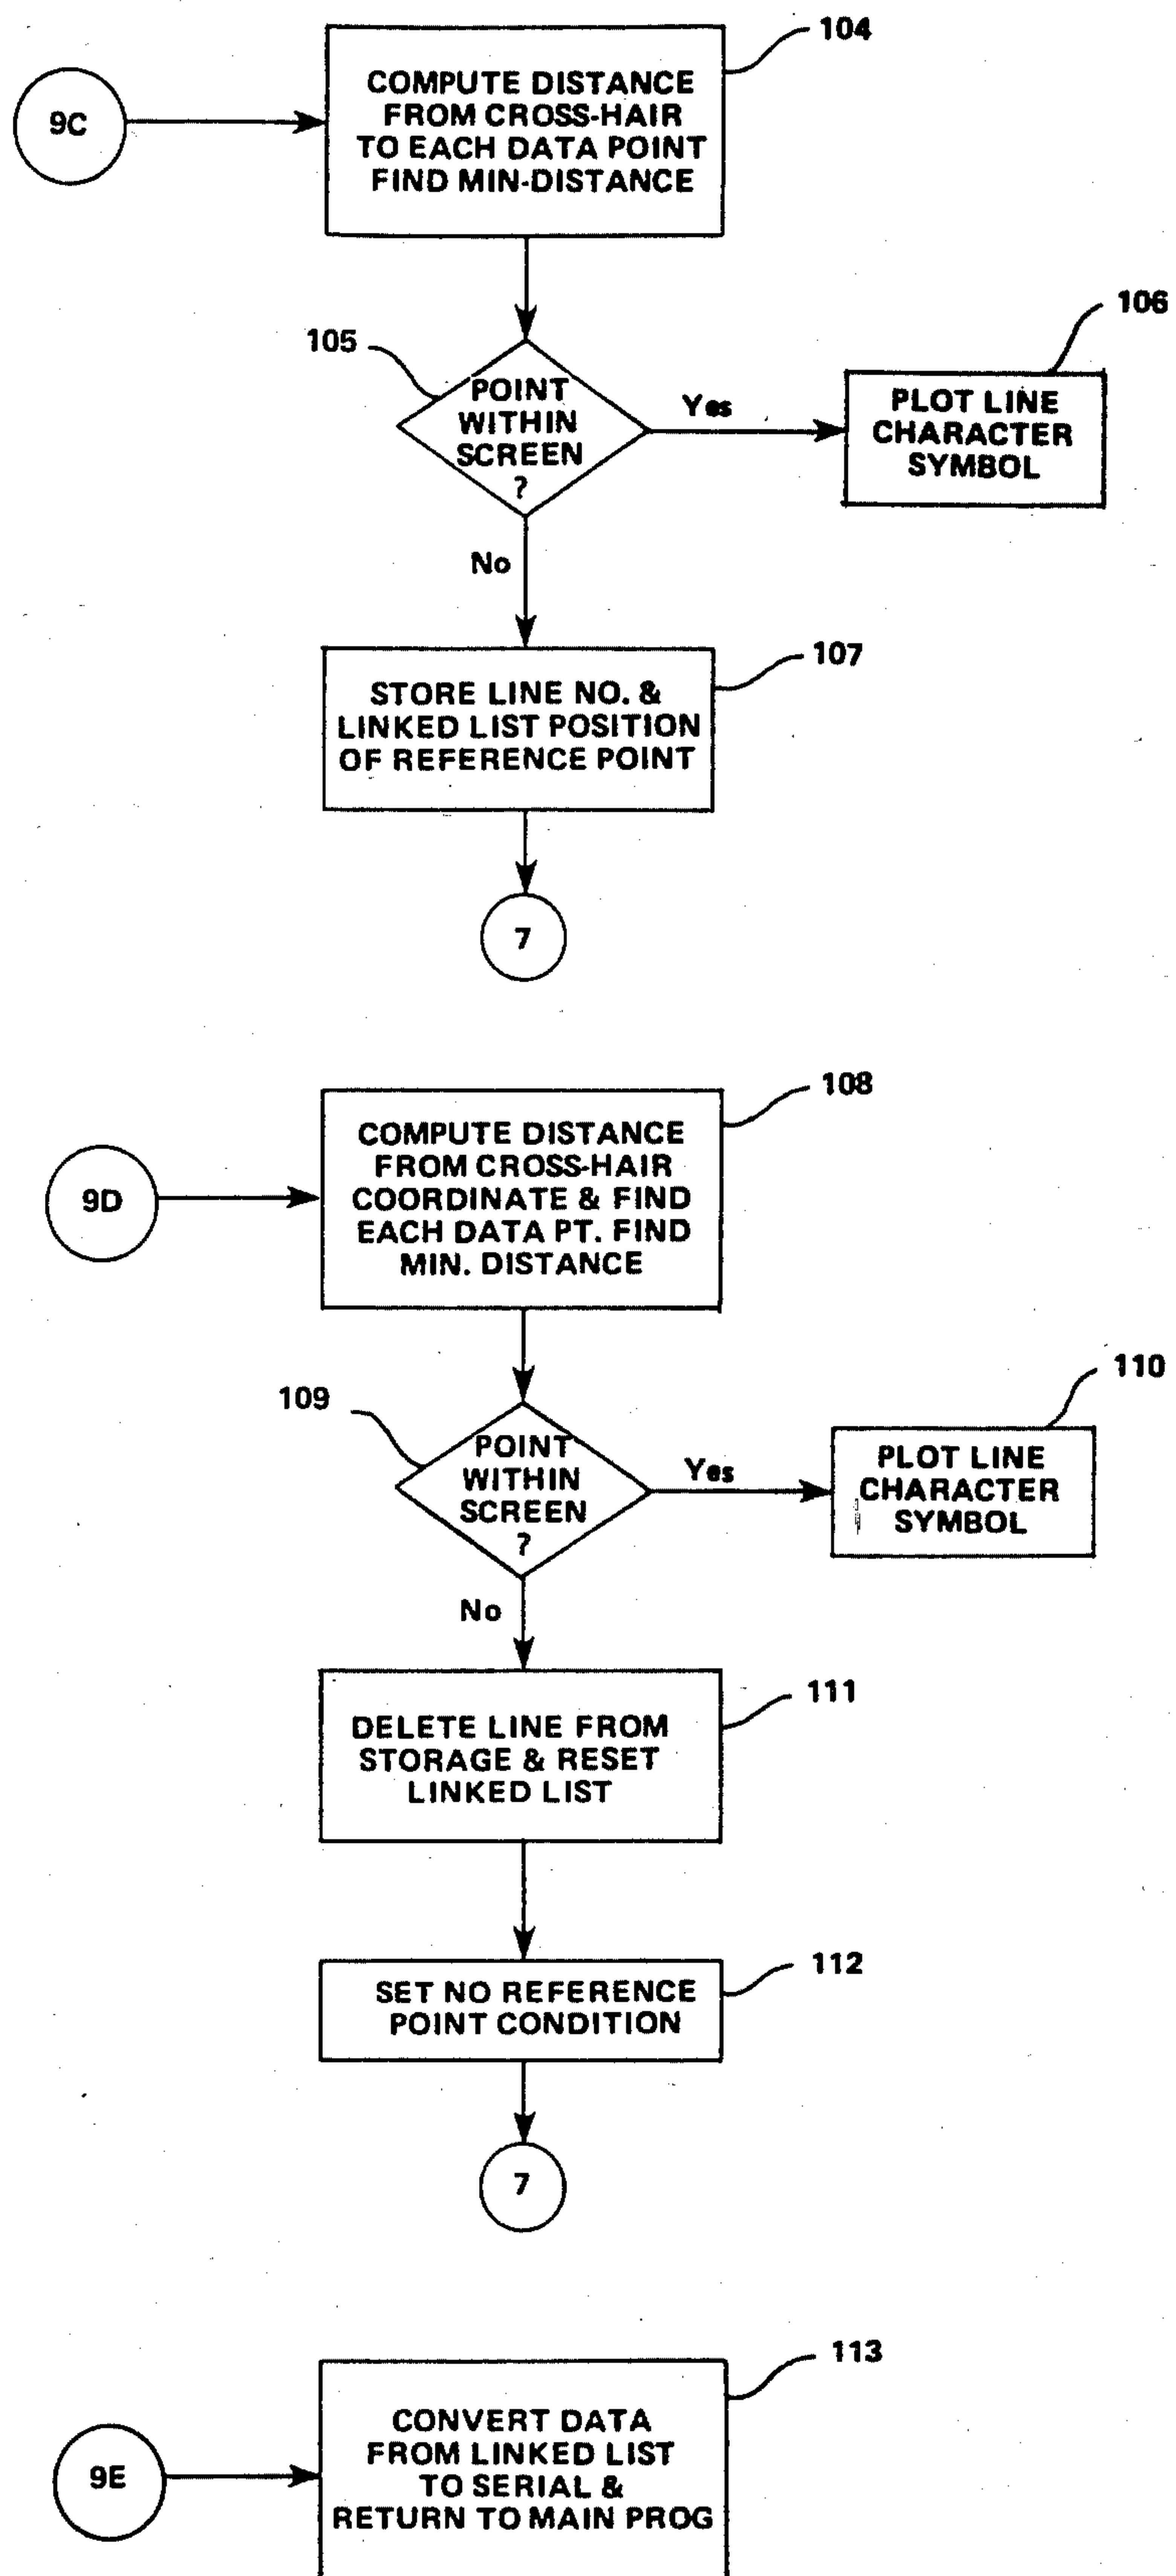 104
9C
COMPUTE DISTANCE
FROM CROSS-HAIR
TO EACH DATA POINT
FIND MIN-DISTANCE
105
106
POINT
WITHIN
SCREEN
?
Yes
PLOT LINE
CHARACTER
SYMBOL
No
107
STORE LINE NO. &
LINKED LIST POSITION
OF REFERENCE POINT
7
108
9D
COMPUTE DISTANCE
FROM CROSS-HAIR
COORDINATE & FIND
EACH DATA PT. FIND
MIN. DISTANCE
109
110
POINT
WITHIN
SCREEN
?
Yes
PLOT LINE
CHARACTER
SYMBOL
No
111
DELETE LINE FROM
STORAGE & RESET
LINKED LIST
112
SET NO REFERENCE
POINT CONDITION
7
113
9E
CONVERT DATA
FROM LINKED LIST
TO SERIAL &
RETURN TO MAIN PROG